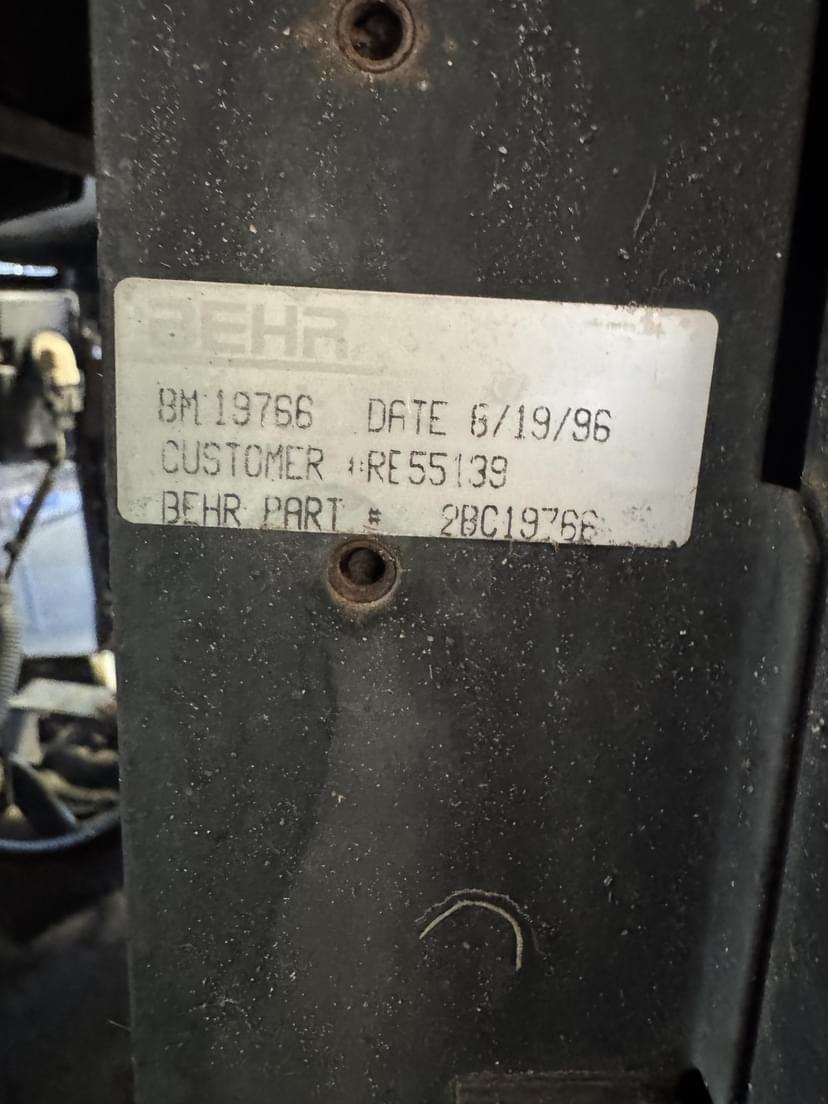 BEHR
BM 19766 DATE 6/19/96
CUSTOMER #RE55139
BEHR PART # 2BC19766